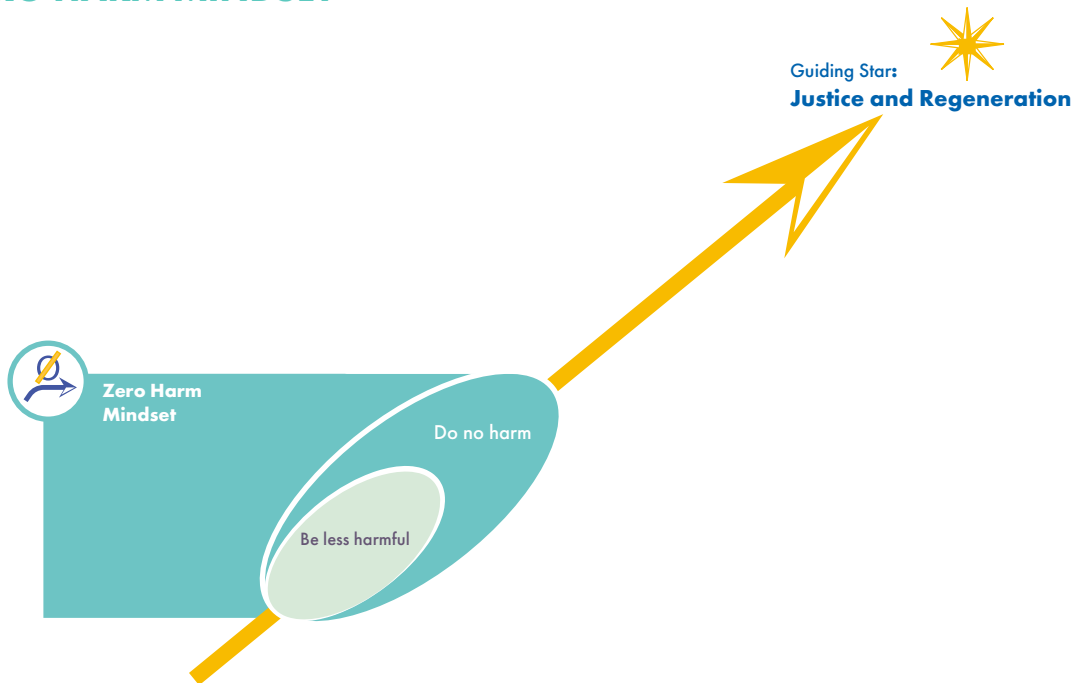 Guiding Star:
Justice and Regeneration
Zero Harm
Mindset
Do no harm
Be less harmful